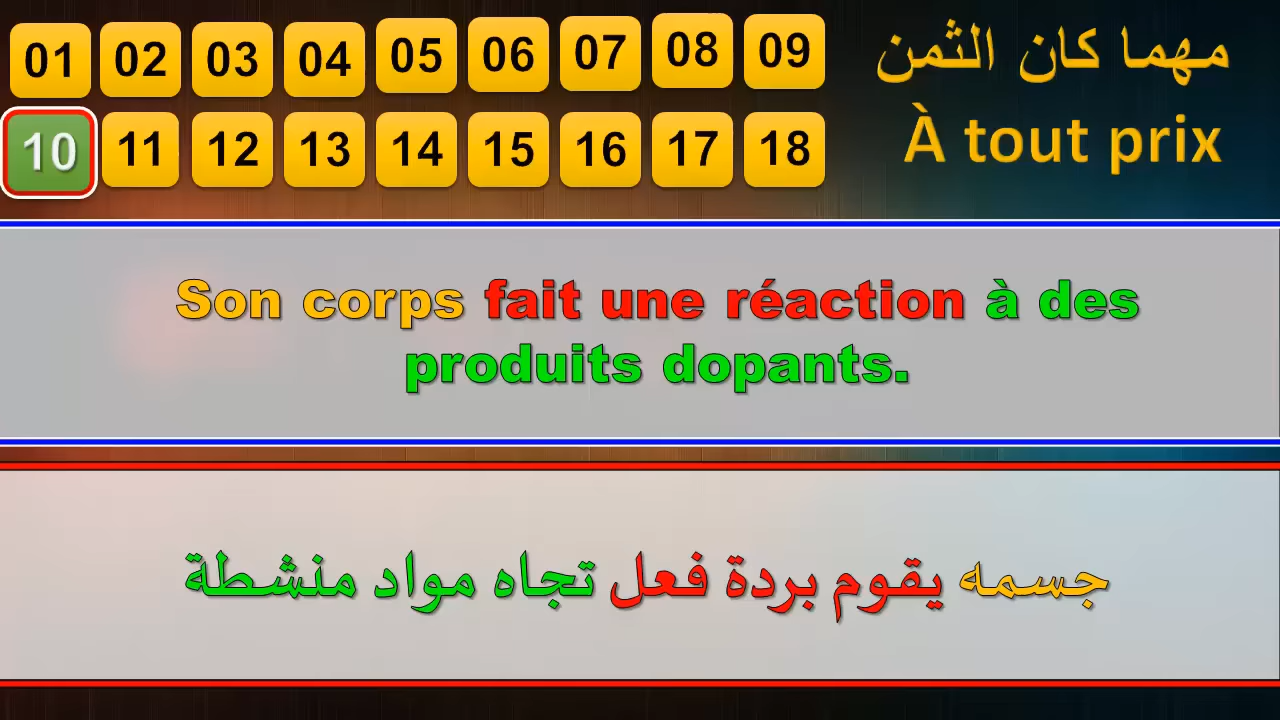 01 02 03 04 05 06 07 08 09
10 11 12 13 14 15 16 17 18
مهما كان الثمن
À tout prix
Son corps fait une réaction à des
produits dopants.
جسمه يقوم بردة فعل تجاه مواد منشطة